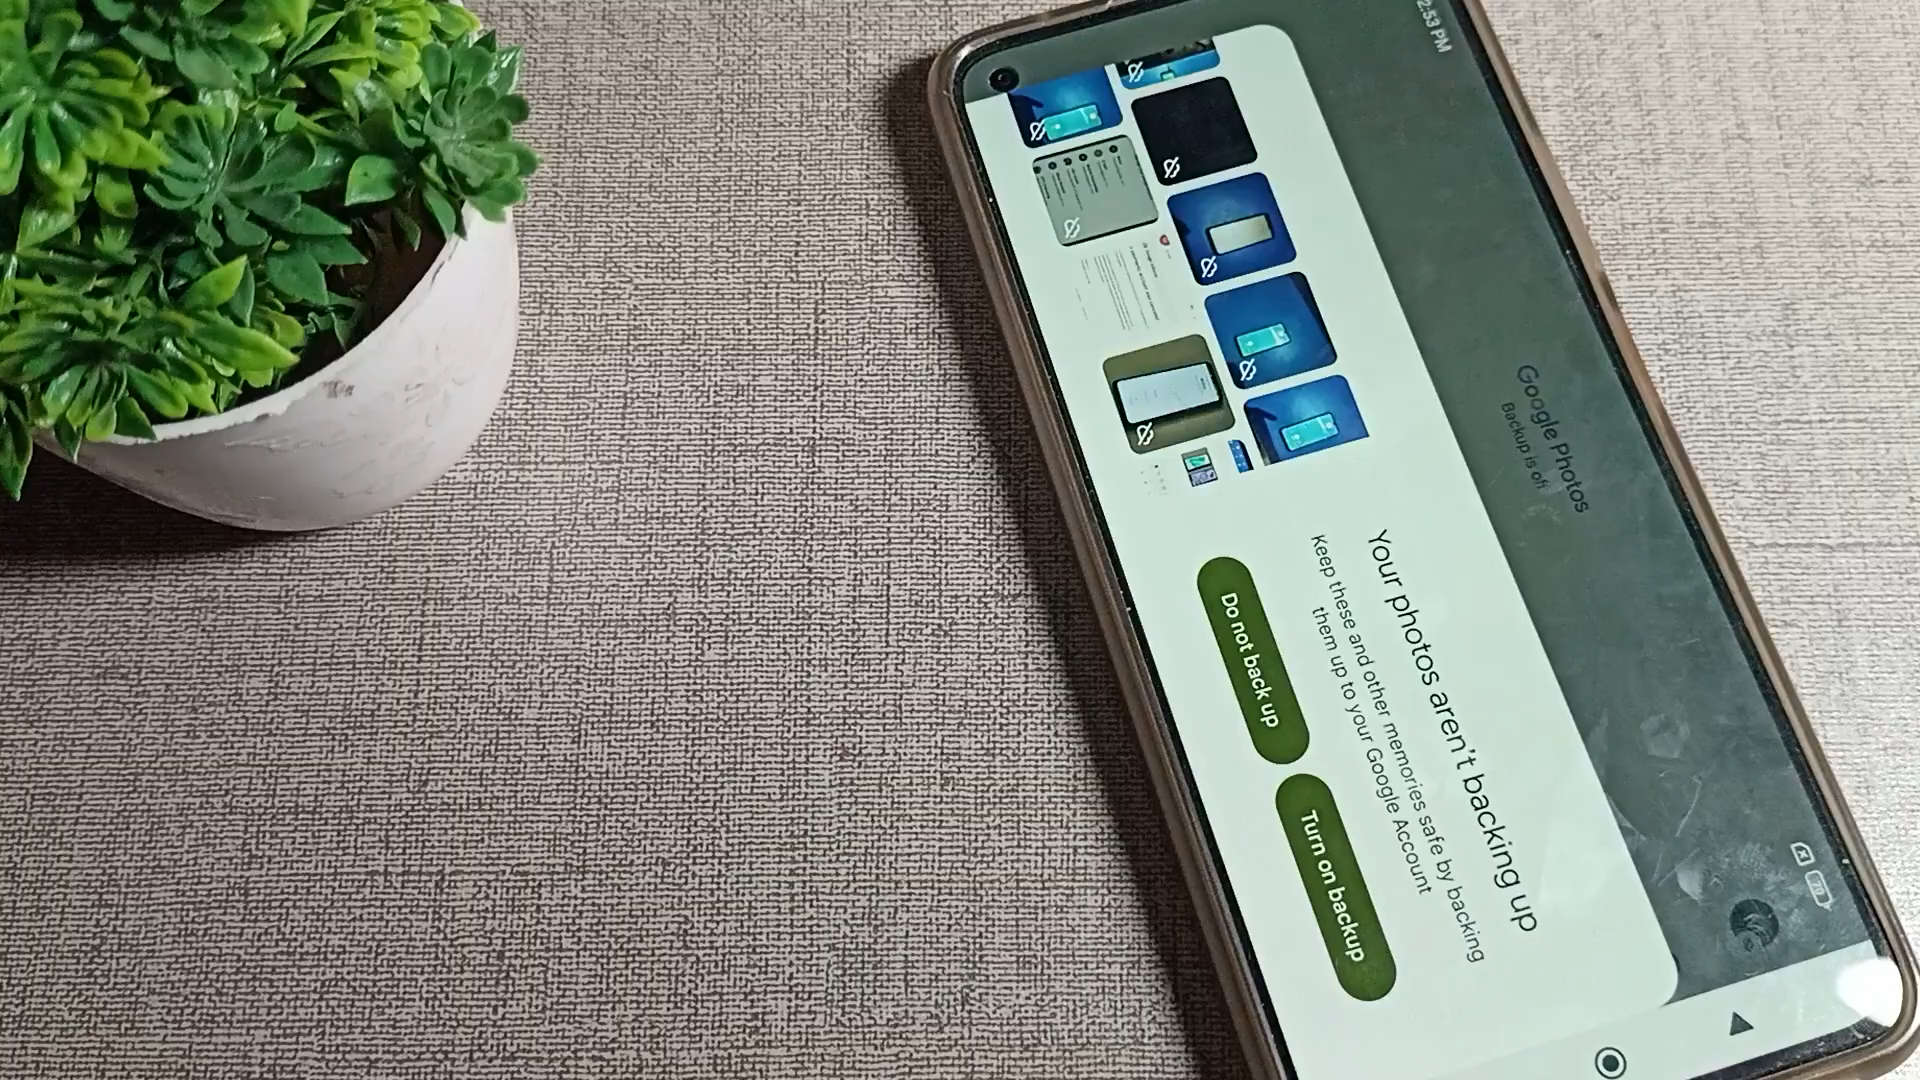 2:53 PM
Google Photos
Backup is off
Your photos aren't backing up
Keep these and other memories safe by backing
them up to your Google Account
Do not back up
Turn on backup